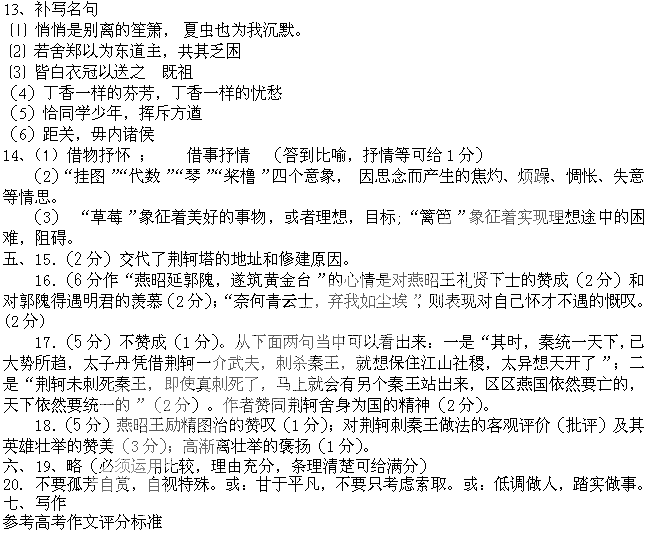 13、补写名句
⑴ 悄悄是别离的笙箫， 夏虫也为我沉默。
⑵ 若舍郑以为东道主，共其乏困
⑶ 皆白衣冠以送之　既祖
（4）丁香一样的芬芳，丁香一样的忧愁
（5）恰同学少年，挥斥方遒
（6）距关，毋内诸侯
14、（1）借物抒怀 ；　　借事抒情　（答到比喻，抒情等可给1分）
（2）“挂图”“代数”“琴”“桨橹”四个意象， 因思念而产生的焦灼、烦躁、惆怅、失意
等情思。
（3）　“草莓”象征着美好的事物，或者理想，目标;“篱笆”象征着实现理想途中的困
难，阻碍。
五、15.（2分）交代了荆轲塔的地址和修建原因。
16.（6分作“燕昭延郭隗，遂筑黄金台”的心情是对燕昭王礼贤下士的赞成（2分）和
对郭隗得遇明君的羡慕（2分）；“奈何青云士，弃我如尘埃”，则表现对自己怀才不遇的慨叹。
（2分）
17.（5分）不赞成（1分）。从下面两句当中可以看出来：一是“其时，秦统一天下，已
大势所趋，太子丹凭借荆轲一介武夫，刺杀秦王，就想保住江山社稷，太异想天开了”；二
是“荆轲未刺死秦王，即使真刺死了，马上就会有另个秦王站出来，区区燕国依然要亡的，
天下依然要统一的”（2分）。作者赞同荆轲舍身为国的精神（2分）。
18.（5分）燕昭王励精图治的赞叹（1分）；对荆轲刺秦王做法的客观评价（批评）及其
英雄壮举的赞美（3分）；高渐离壮举的褒扬（1分）。
六、19、略（必须运用比较，理由充分，条理清楚可给满分）
20. 不要孤芳自赏，自视特殊。或：甘于平凡，不要只考虑索取。或：低调做人，踏实做事。
七、写作
参考高考作文评分标准